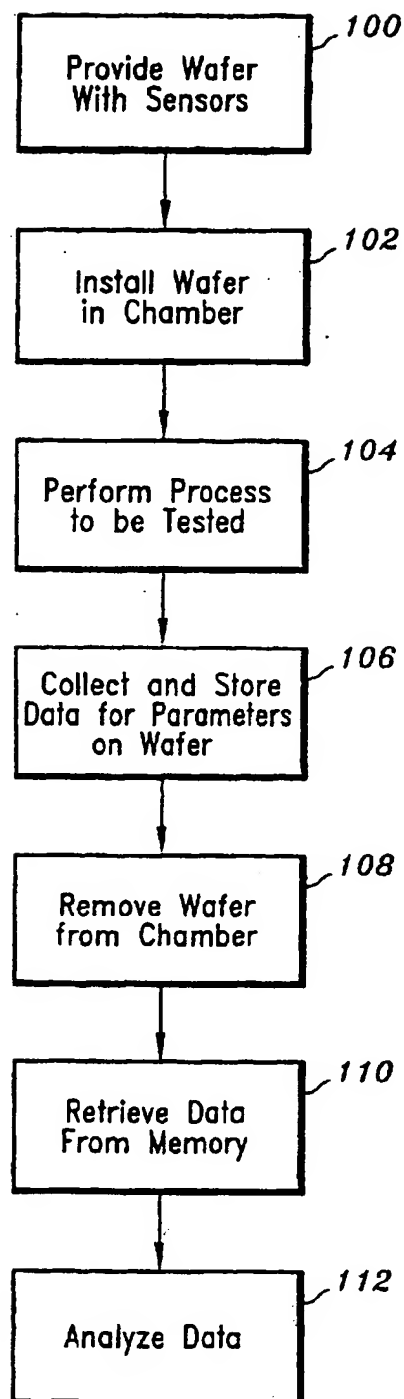 100
Provide Wafer
With Sensors
102
Install Wafer
in Chamber
104
Perform Process
to be Tested
106
Collect and Store
Data for Parameters
on Wafer
108
Remove Wafer
from Chamber
110
Retrieve Data
From Memory
112
Analyze Data